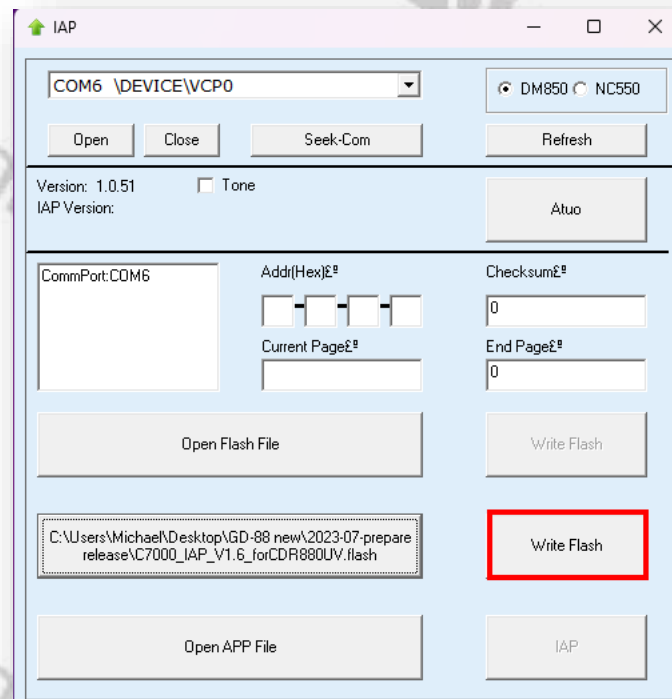 IAP
COM6 \DEVICE\VCP0
DM850 NC550
Open Close Seek-Com Refresh
Version: 1.0.51 Tone
IAP Version:
Atuo
CommPort:COM6
Addr(Hex)£º Checksum£º
0
Current Page£º End Page£º
0
Open Flash File Write Flash
C:\Users\Michael\Desktop\GD-88 new\2023-07-prepare
release\C7000_IAP_V1.6_forCDR880UV.flash
Write Flash
Open APP File IAP